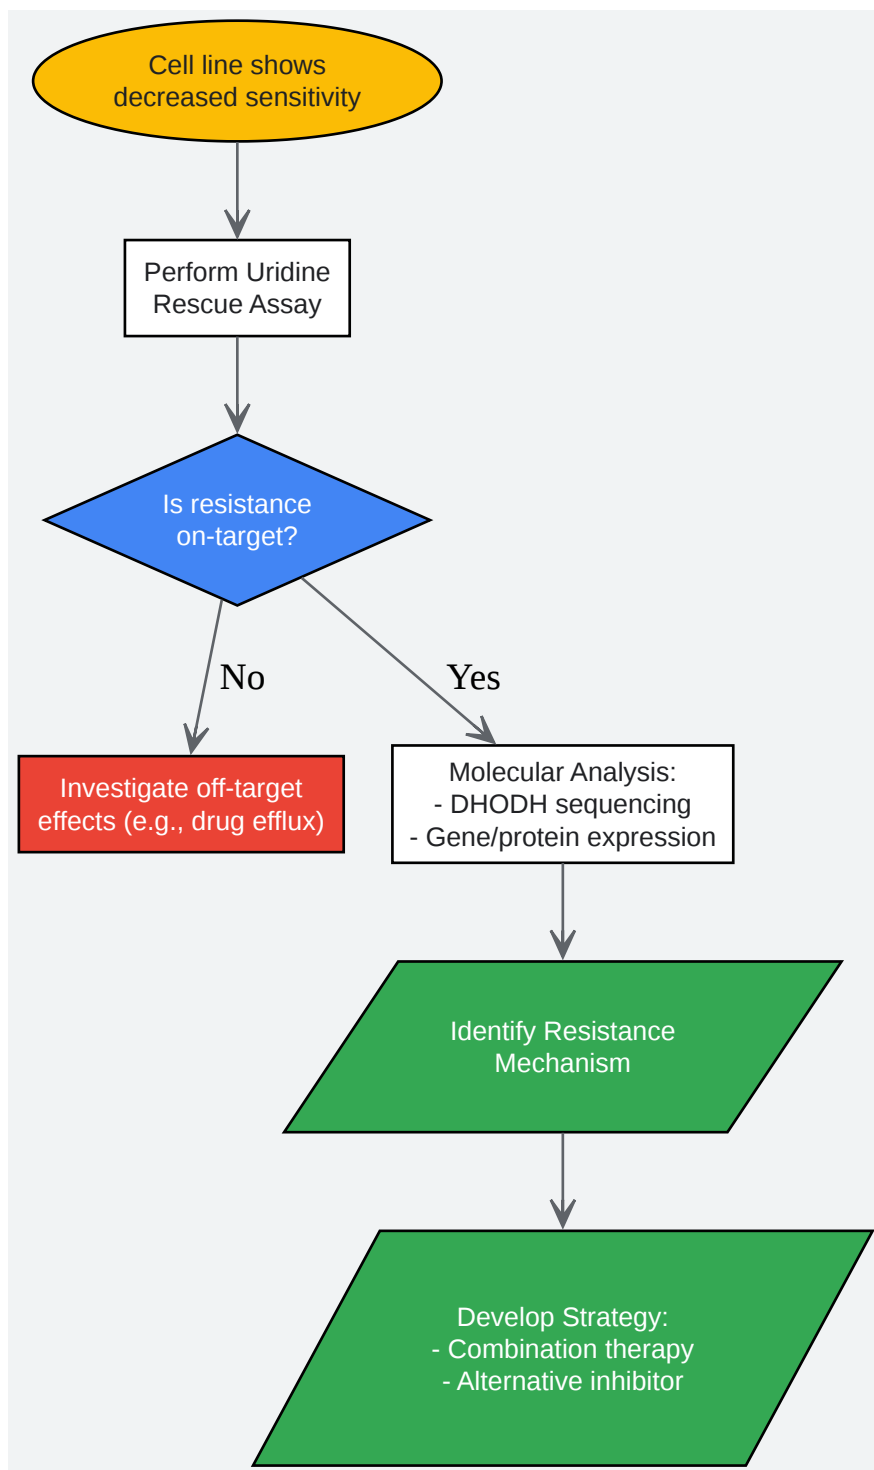 Cell line shows
decreased sensitivity
Perform Uridine
Rescue Assay
Is resistance
on-target?
No
Yes
Investigate off-target
effects (e.g., drug efflux)
Molecular Analysis:
- DHODH sequencing
- Gene/protein expression
Identify Resistance
Mechanism
Develop Strategy:
- Combination therapy
- Alternative inhibitor